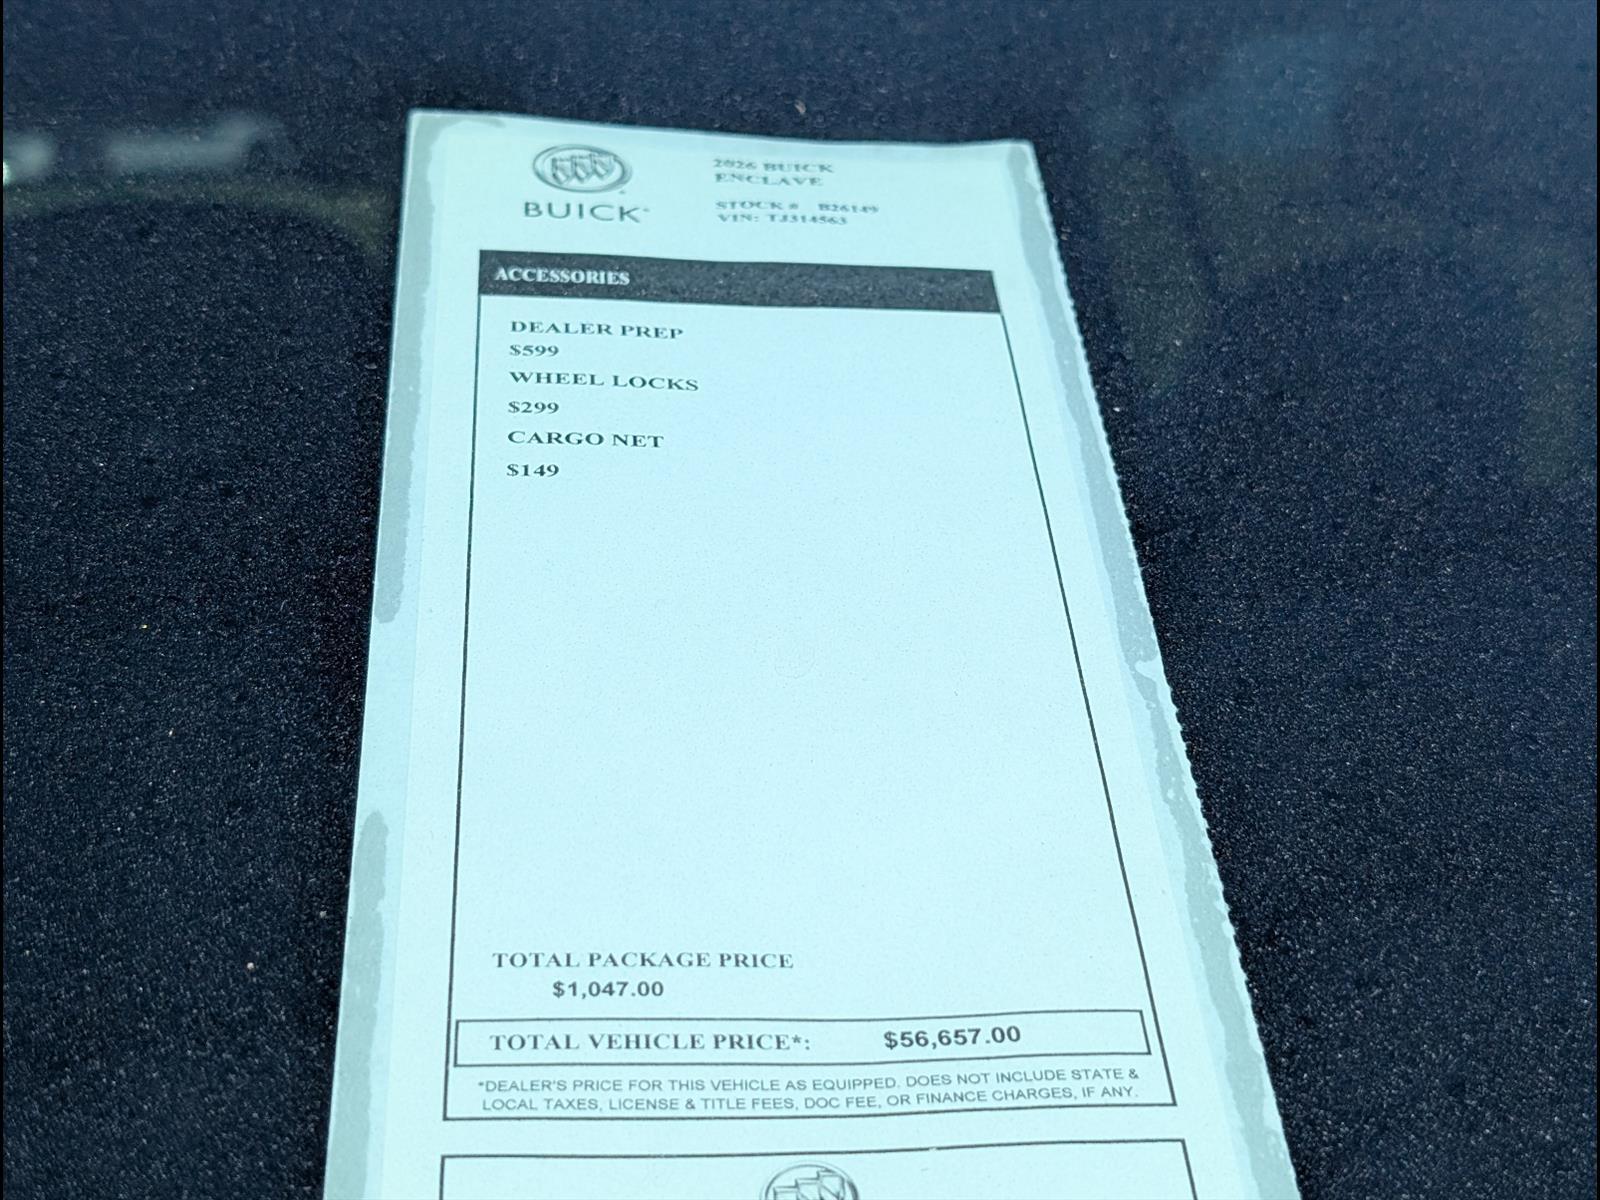 BUICK
2026 BUICK
ENCLAVE
STOCK # B26149
VIN: TJ314563
ACCESSORIES
DEALER PREP
$599
WHEEL LOCKS
$299
CARGO NET
$149
TOTAL PACKAGE PRICE
$1,047.00
TOTAL VEHICLE PRICE*: $56,657.00
*DEALER'S PRICE FOR THIS VEHICLE AS EQUIPPED. DOES NOT INCLUDE STATE &
LOCAL TAXES, LICENSE & TITLE FEES, DOC FEE, OR FINANCE CHARGES, IF ANY.